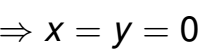 ⇒ x = y = 0